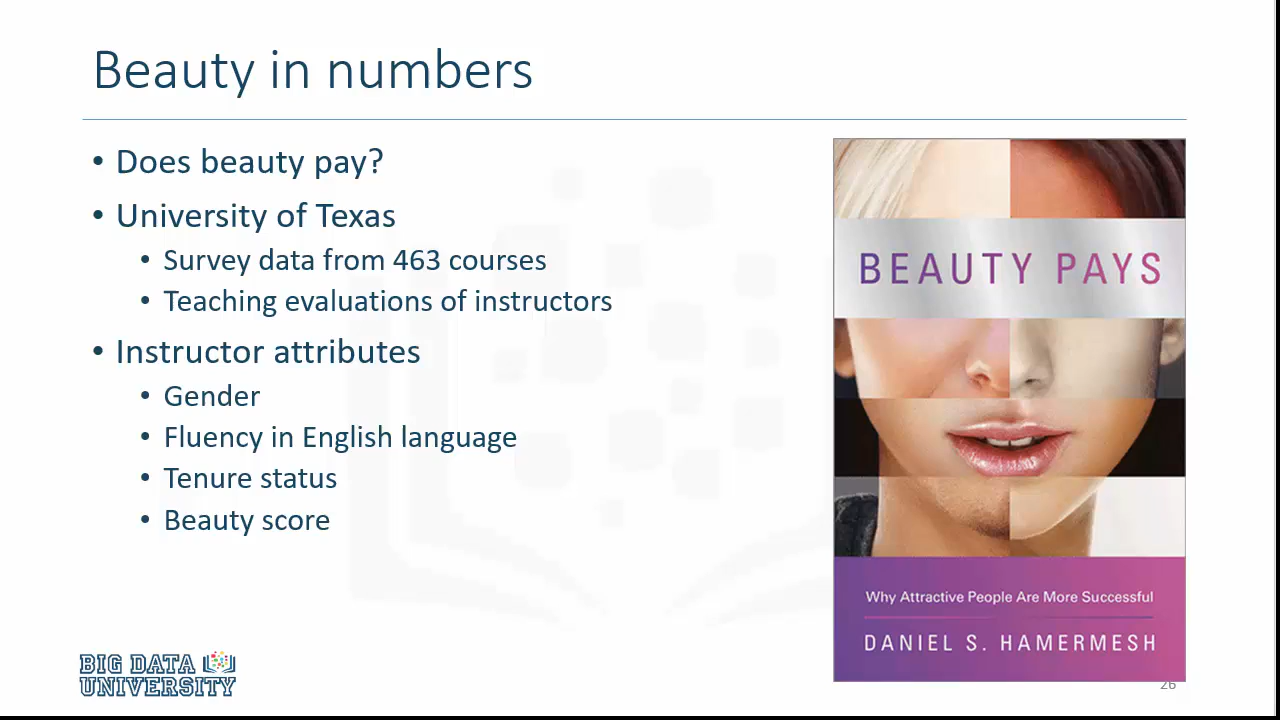 Beauty in numbers
• Does beauty pay?
• University of Texas
• Survey data from 463 courses
• Teaching evaluations of instructors
• Instructor attributes
• Gender
• Fluency in English language
• Tenure status
• Beauty score
BEAUTY PAYS
Why Attractive People Are More Successful
DANIEL S. HAMERMESH
BIG DATA
UNIVERSITY
26